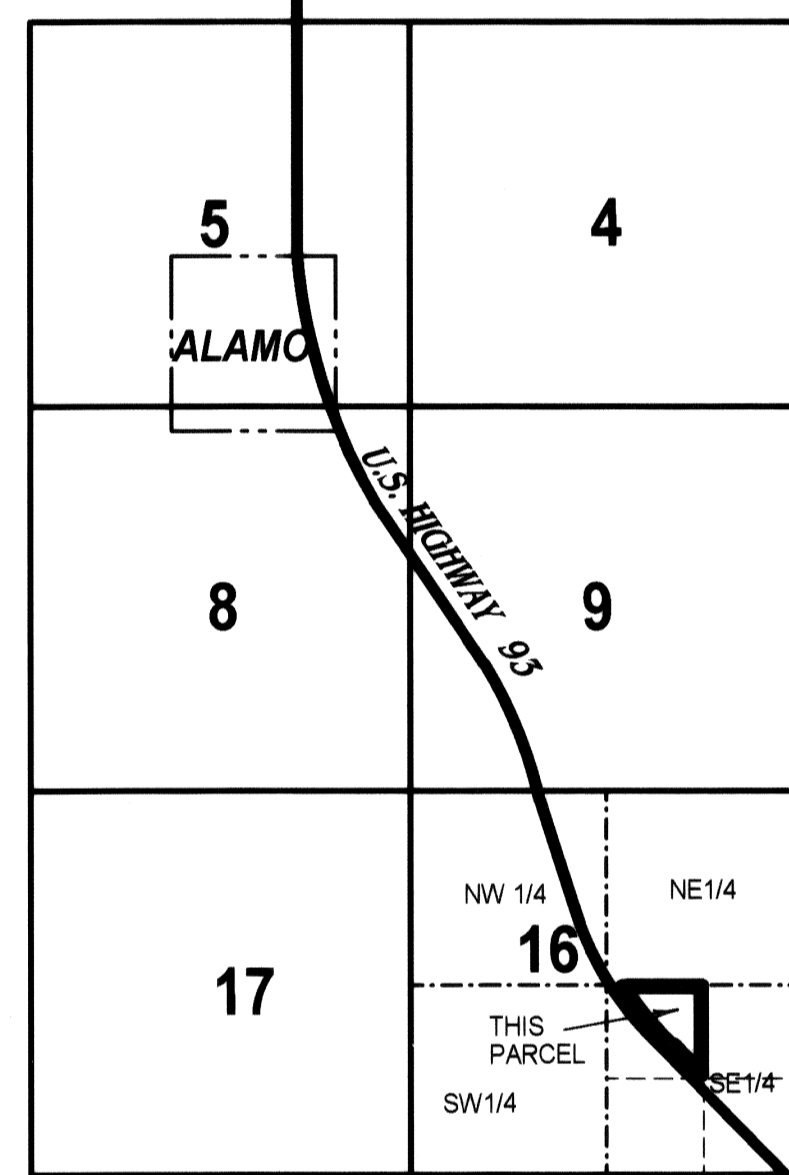 5
4
ALAMO
U.S. HIGHWAY 93
8
9
NW 1/4
NE1/4
16
17
THIS
PARCEL
SE1/4
SW1/4